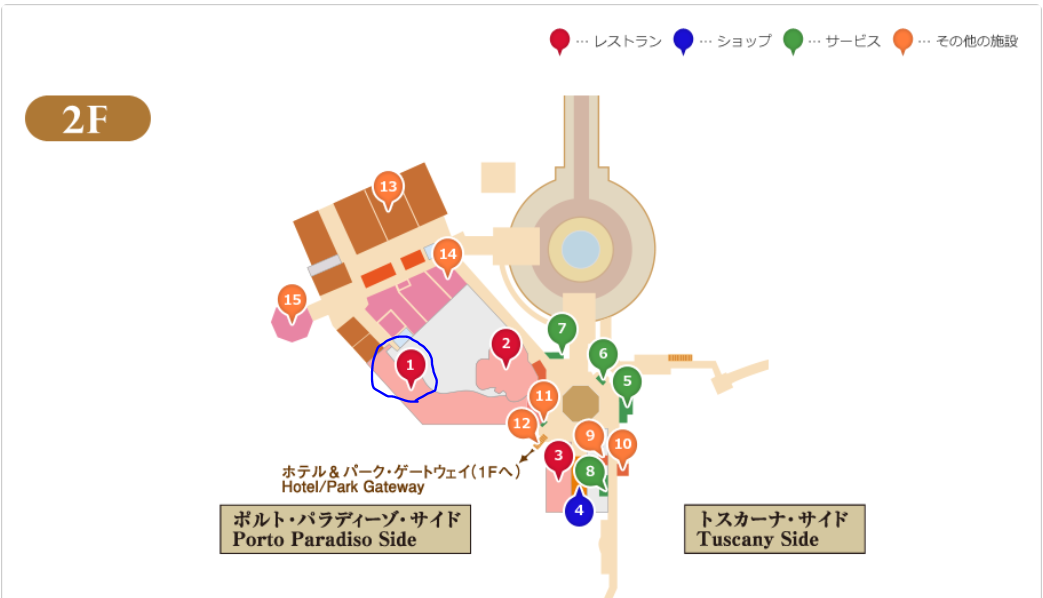 … レストラン … ショップ … サービス … その他の施設
2F
13
14
15
7
2
6
1
5
11
12
9
10
3
8
4
ホテル&パーク・ゲートウェイ(1Fへ)
Hotel/Park Gateway
ポルト・パラディーゾ・サイド
Porto Paradiso Side
トスカーナ・サイド
Tuscany Side